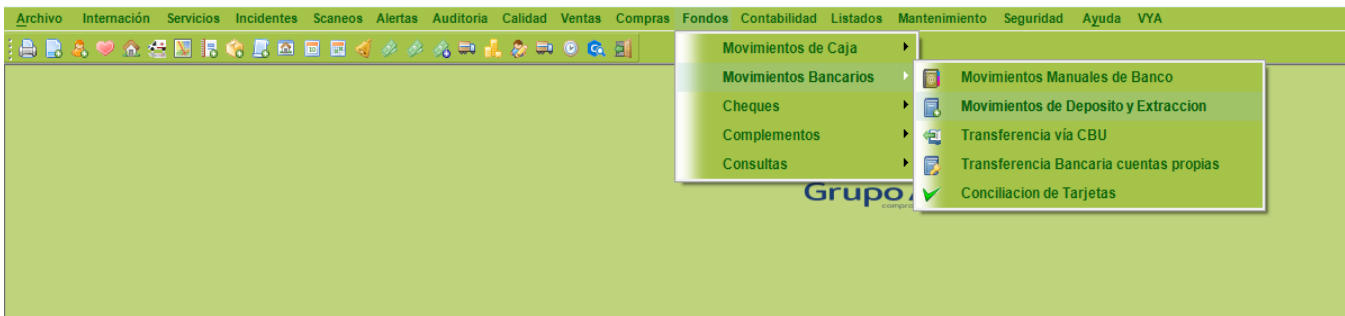 Archivo Internación Servicios Incidentes Scaneos Alertas Auditoria Calidad Ventas Compras Fondos Contabilidad Listados Mantenimiento Seguridad Ayuda VYA
Movimientos de Caja
Movimientos Bancarios
Cheques
Complementos
Consultas
Movimientos Manuales de Banco
Movimientos de Deposito y Extraccion
Transferencia vía CBU
Transferencia Bancaria cuentas propias
Conciliacion de Tarjetas
Grupo